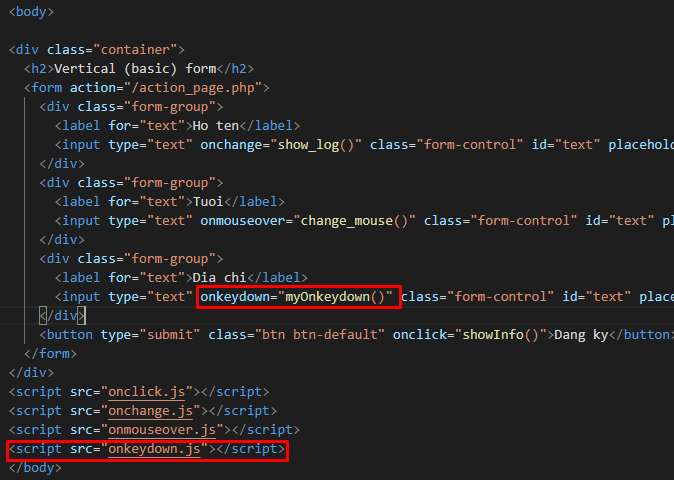 <body>
<div class="container">
<h2>Vertical (basic) form</h2>
<form action="/action_page.php">
<div class="form-group">
<label for="text">Ho ten</label>
<input type="text" onchange="show_log()" class="form-control" id="text" placehol
</div>
<div class="form-group">
<label for="text">Tuoi</label>
<input type="text" onmouseover="change_mouse()" class="form-control" id="text" pl
</div>
<div class="form-group">
<label for="text">Dia chi</label>
<input type="text" onkeydown="myOnkeydown()" class="form-control" id="text" place
</div>
<button type="submit" class="btn btn-default" onclick="showInfo()">Dang ky</button>
</form>
</div>
<script src="onclick.js"></script>
<script src="onchange.js"></script>
<script src="onmouseover.js"></script>
<script src="onkeydown.js"></script>
</body>